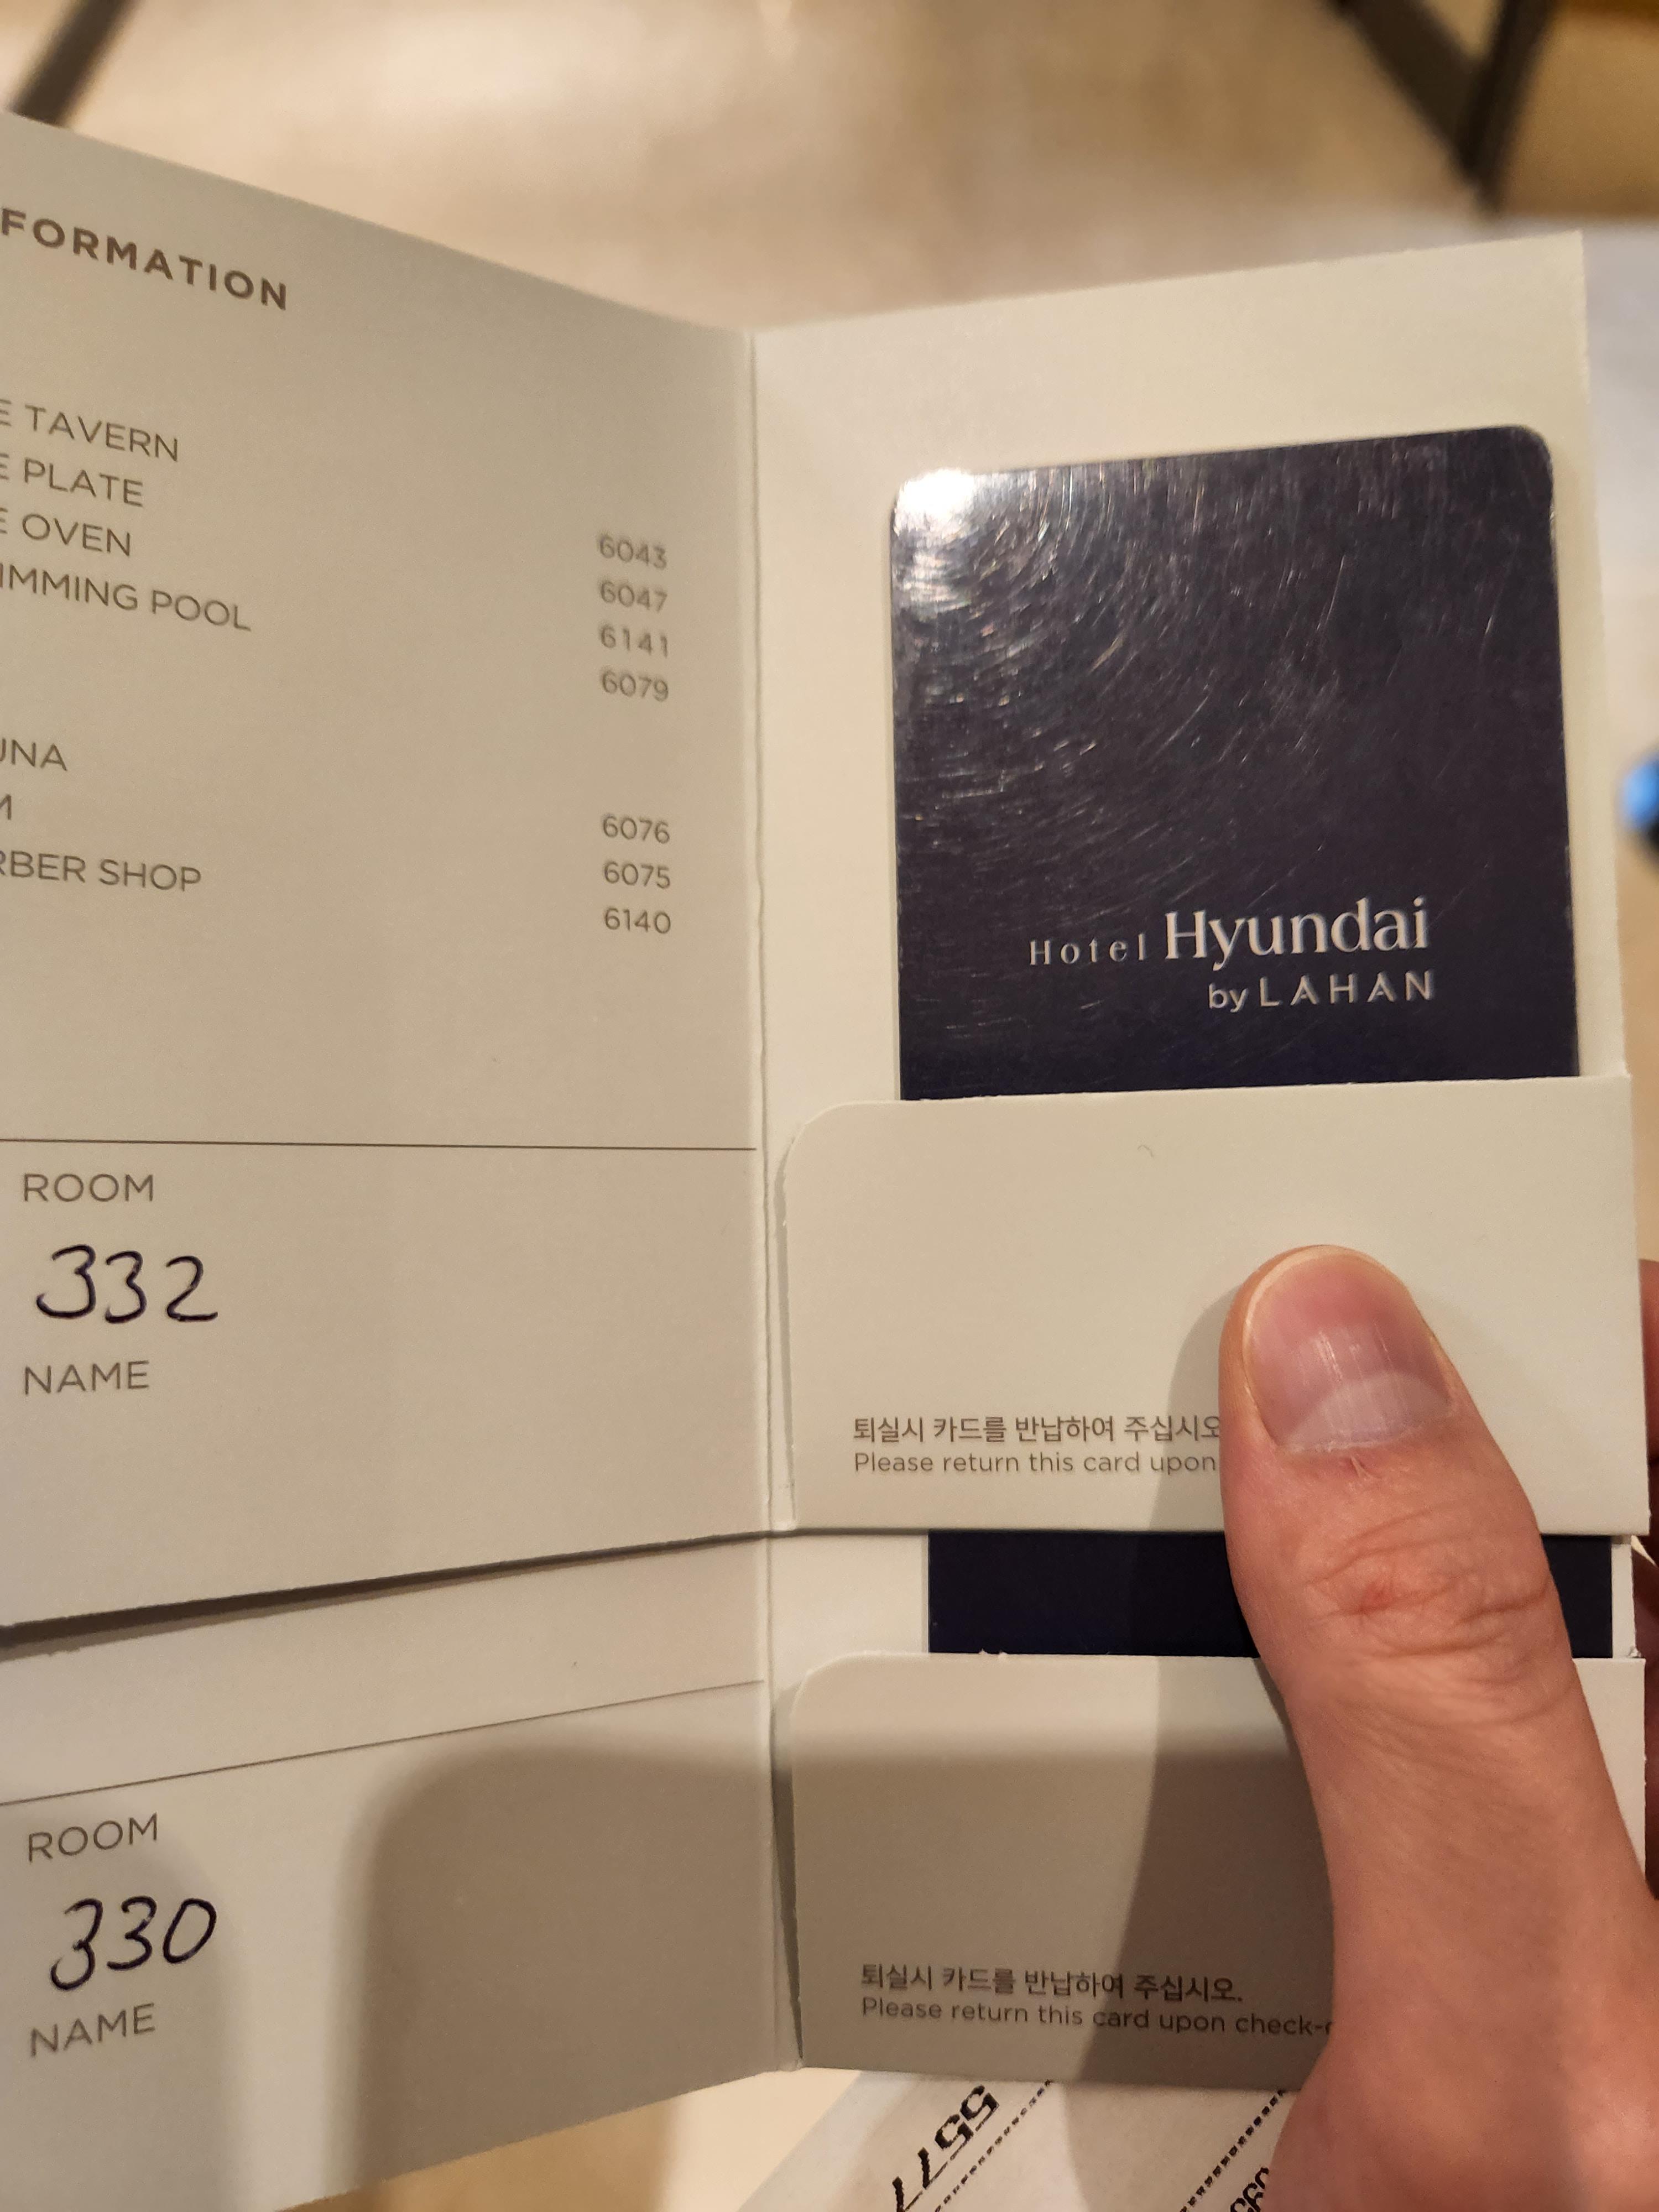 FORMATION
TAVERN
PLATE
OVEN
6043
IMMING POOL
6047
6141
6079
UNA
M
6076
RBER SHOP
6075
6140
Hotel Hyundai
by LAHAN
ROOM
332
NAME
퇴실시 카드를 반납하여 주십시오
Please return this card upon
ROOM
330
NAME
퇴실시 카드를 반납하여 주십시오.
Please return this card upon check-
5577